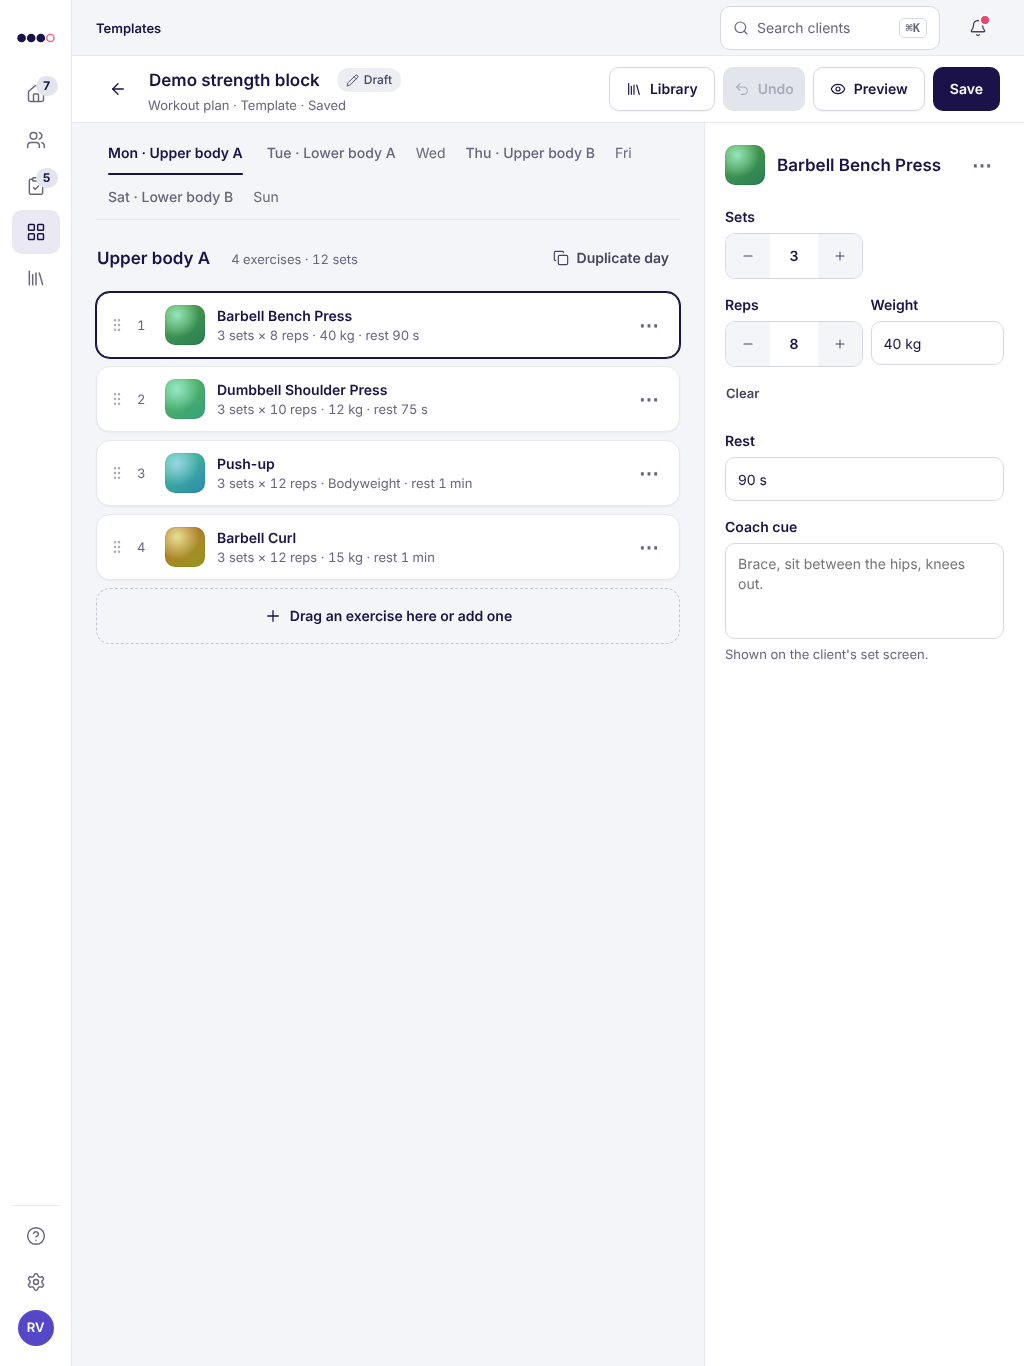 Templates
Search clients
⌘K
7
5
Demo strength block
Draft
Workout plan · Template · Saved
Library
Undo
Preview
Save
Mon · Upper body A
Tue · Lower body A
Wed
Thu · Upper body B
Fri
Sat · Lower body B
Sun
Upper body A
4 exercises · 12 sets
Duplicate day
1
Barbell Bench Press
3 sets × 8 reps · 40 kg · rest 90 s
2
Dumbbell Shoulder Press
3 sets × 10 reps · 12 kg · rest 75 s
3
Push-up
3 sets × 12 reps · Bodyweight · rest 1 min
4
Barbell Curl
3 sets × 12 reps · 15 kg · rest 1 min
Drag an exercise here or add one
Barbell Bench Press
Sets
3
Reps
Weight
8
40 kg
Clear
Rest
90 s
Coach cue
Brace, sit between the hips, knees
out.
Shown on the client's set screen.
RV